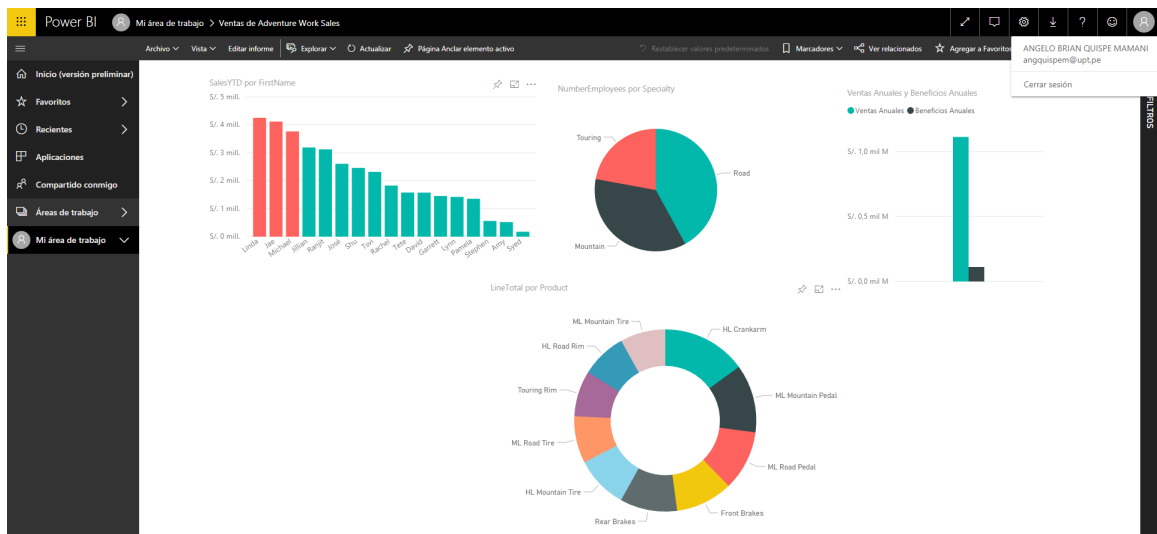 Power BI Mi área de trabajo > Ventas de Adventure Work Sales
Archivo Vista Editar informe Explorar Actualizar Página Anclar elemento activo Restablecer valores predeterminados Marcadores Ver relacionados Agregar a Favoritos
ANGELO BRIAN QUISPE MAMANI
angquispem@upt.pe
Cerrar sesión
Inicio (versión preliminar)
Favoritos
Recientes
Aplicaciones
Compartido conmigo
Áreas de trabajo
Mi área de trabajo
FILTROS
SalesYTD por FirstName
S/. 5 mill.
S/. 4 mill.
S/. 3 mill.
S/. 2 mill.
S/. 1 mill.
S/. 0 mill.
Linda Jae Michael Jillian Ranjit José Shu Tsvi Rachel Tete David Garrett Lynn Pamela Stephen Amy Syed
NumberEmployees por Specialty
Touring
Road
Mountain
Ventas Anuales y Beneficios Anuales
Ventas Anuales Beneficios Anuales
S/. 1,0 mil M
S/. 0,5 mil M
S/. 0,0 mil M
LineTotal por Product
ML Mountain Tire
HL Crankarm
HL Road Rim
Touring Rim
ML Mountain Pedal
ML Road Tire
ML Road Pedal
HL Mountain Tire
Front Brakes
Rear Brakes